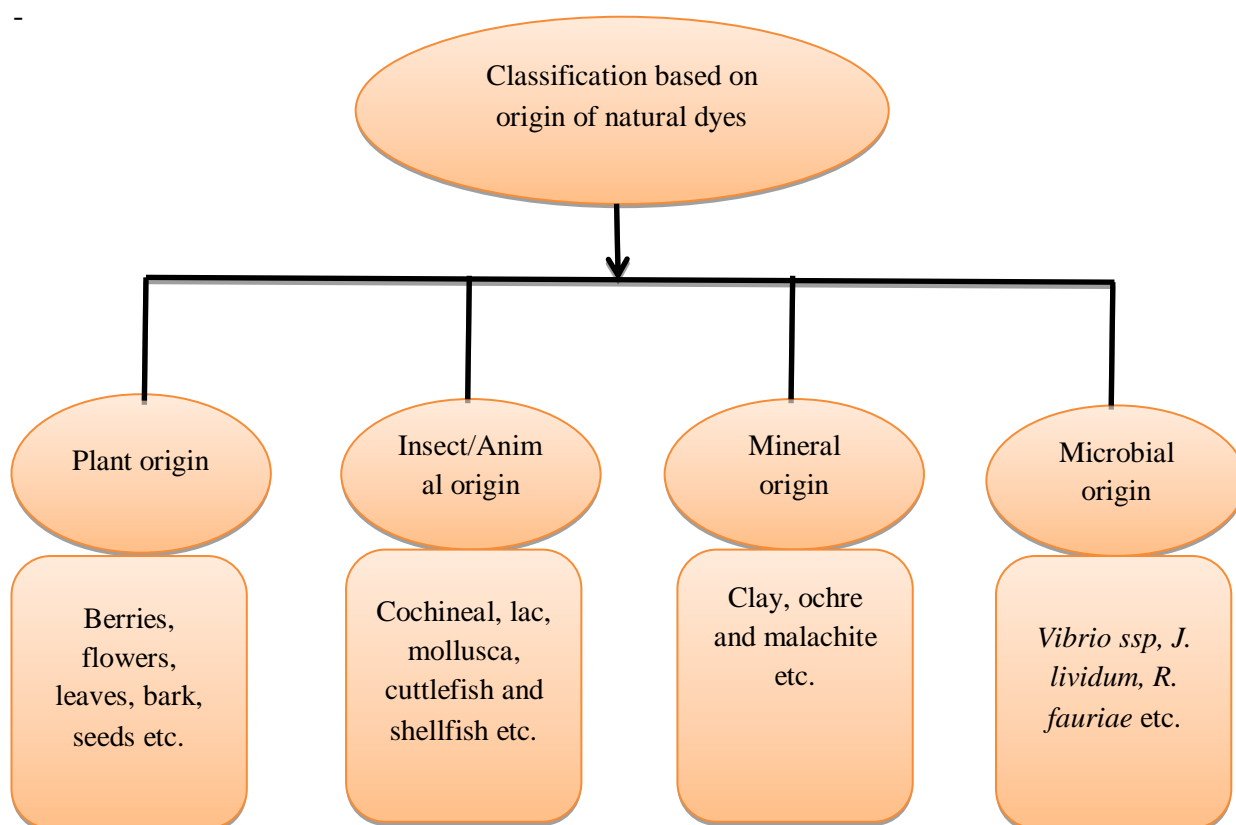 -
Classification based on
origin of natural dyes
Plant origin
Insect/Anim
al origin
Mineral
origin
Microbial
origin
Berries,
flowers,
leaves, bark,
seeds etc.
Cochineal, lac,
mollusca,
cuttlefish and
shellfish etc.
Clay, ochre
and malachite
etc.
Vibrio ssp, J.
lividum, R.
fauriae etc.